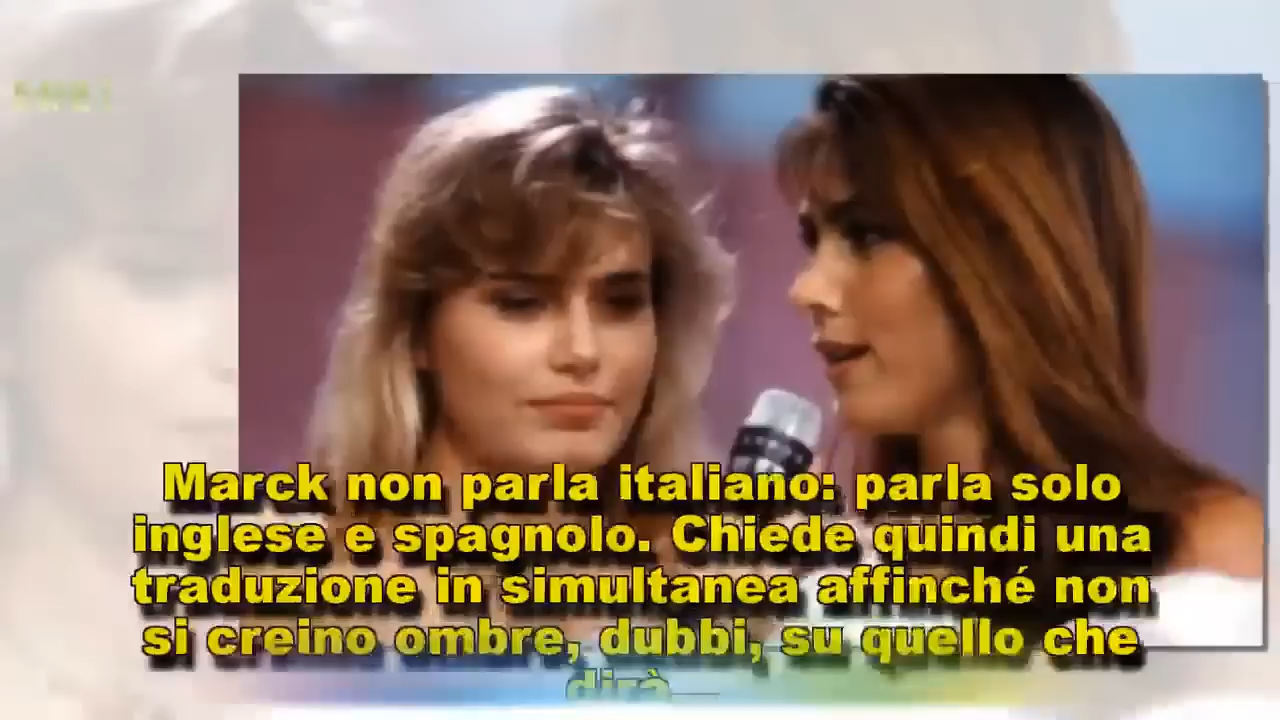 Marck non parla italiano: parla solo
inglese e spagnolo. Chiede quindi una
traduzione in simultanea affinché non
si creino ombre, dubbi, su quello che
dirà...